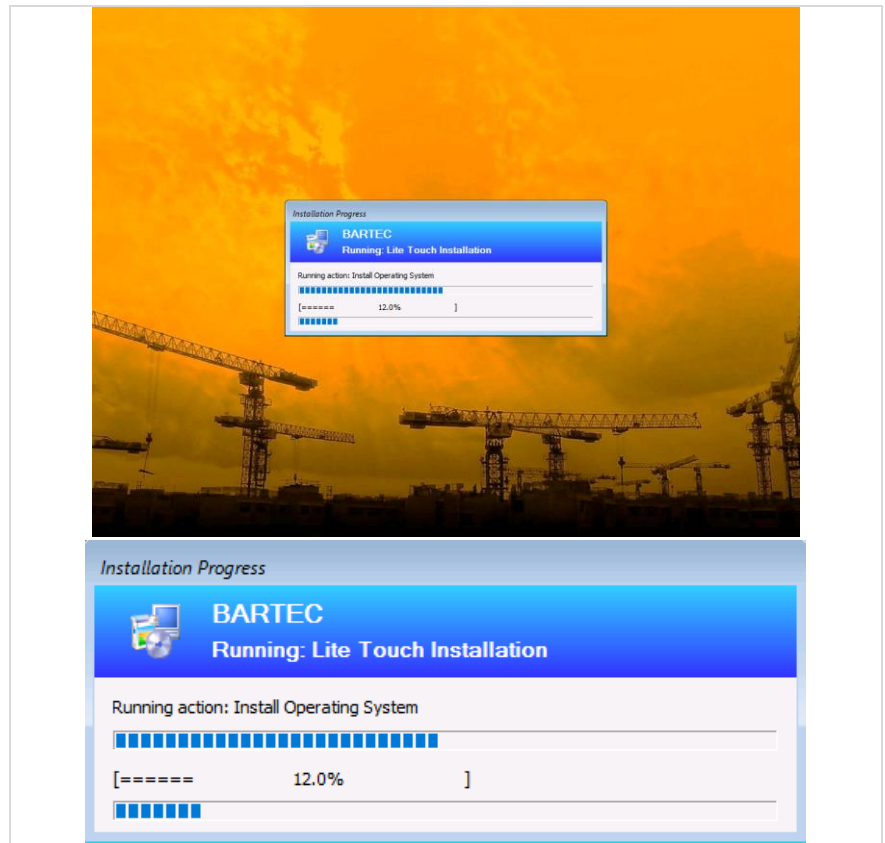 Installation Progress
BARTEC
Running: Lite Touch Installation
Running action: Install Operating System
[====== 12.0% ]
Installation Progress
BARTEC
Running: Lite Touch Installation
Running action: Install Operating System
[====== 12.0% ]